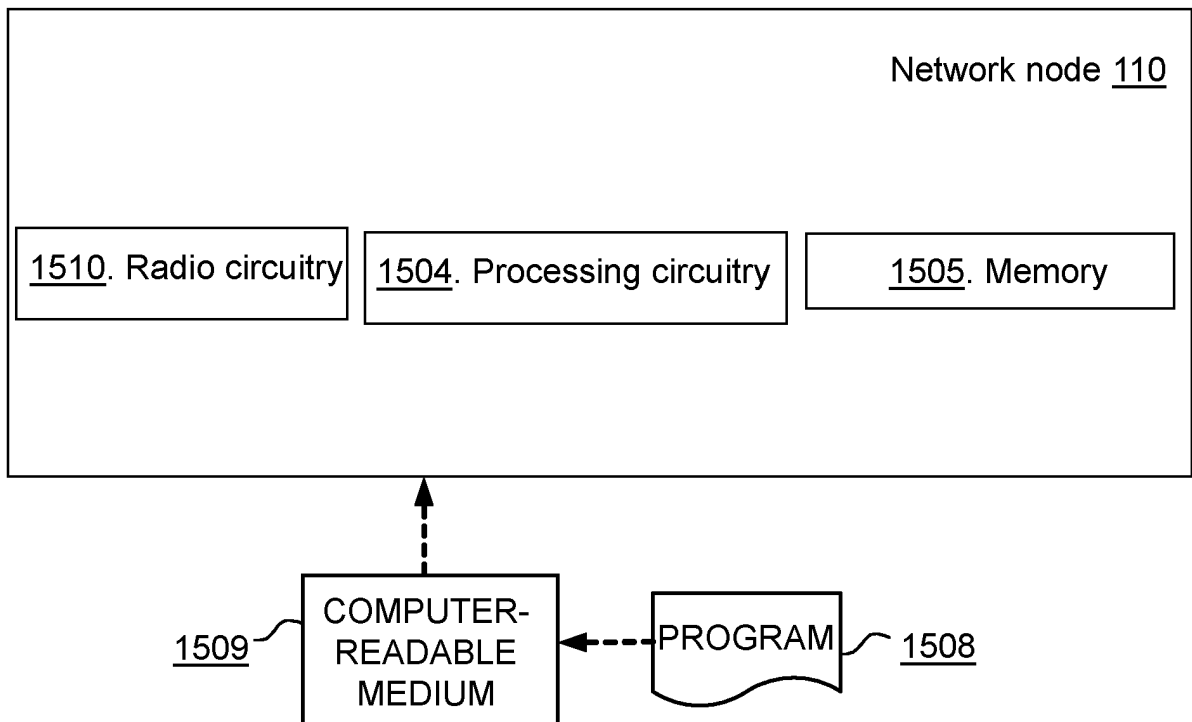 Network node 110
1510. Radio circuitry
1504. Processing circuitry
1505. Memory
COMPUTER-
READABLE
MEDIUM
1509
PROGRAM
1508